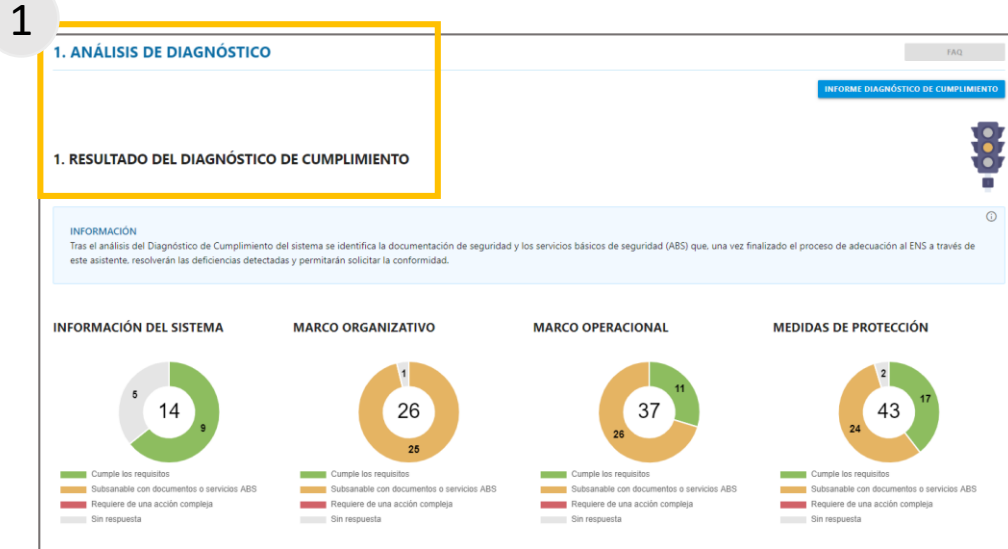 1
1. ANÁLISIS DE DIAGNÓSTICO
FAQ
INFORME DIAGNÓSTICO DE CUMPLIMIENTO
1. RESULTADO DEL DIAGNÓSTICO DE CUMPLIMIENTO
INFORMACIÓN
Tras el análisis del Diagnóstico de Cumplimiento del sistema se identifica la documentación de seguridad y los servicios básicos de seguridad (ABS) que, una vez finalizado el proceso de adecuación al ENS a través de
este asistente, resolverán las deficiencias detectadas y permitarán solicitar la conformidad.
INFORMACIÓN DEL SISTEMA
5
14
9
Cumple los requisitos
Subsanable con documentos o servicios ABS
Requiere de una acción compleja
Sin respuesta
MARCO ORGANIZATIVO
1
26
25
Cumple los requisitos
Subsanable con documentos o servicios ABS
Requiere de una acción compleja
Sin respuesta
MARCO OPERACIONAL
11
37
26
Cumple los requisitos
Subsanable con documentos o servicios ABS
Requiere de una acción compleja
Sin respuesta
MEDIDAS DE PROTECCIÓN
2
17
43
24
Cumple los requisitos
Subsanable con documentos o servicios ABS
Requiere de una acción compleja
Sin respuesta